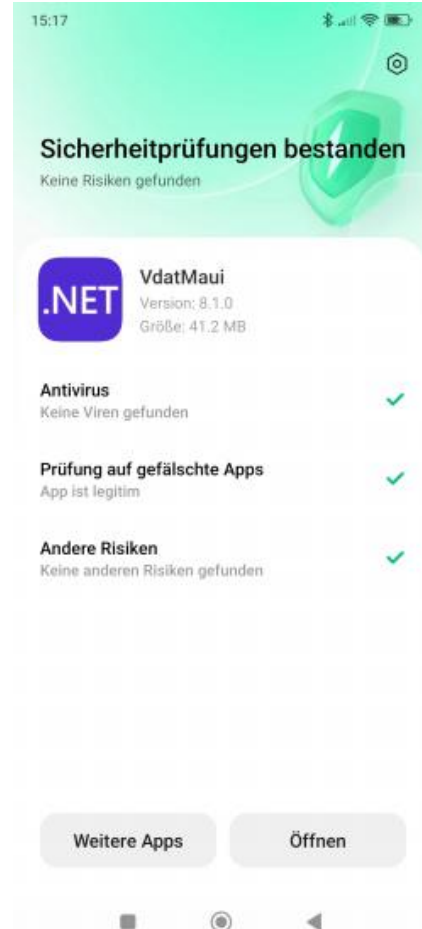 15:17
Sicherheitprüfungen bestanden
Keine Risiken gefunden
.NET
VdatMaui
Version: 8.1.0
Größe: 41.2 MB
Antivirus
Keine Viren gefunden
Prüfung auf gefälschte Apps
App ist legitim
Andere Risiken
Keine anderen Risiken gefunden
Weitere Apps
Öffnen